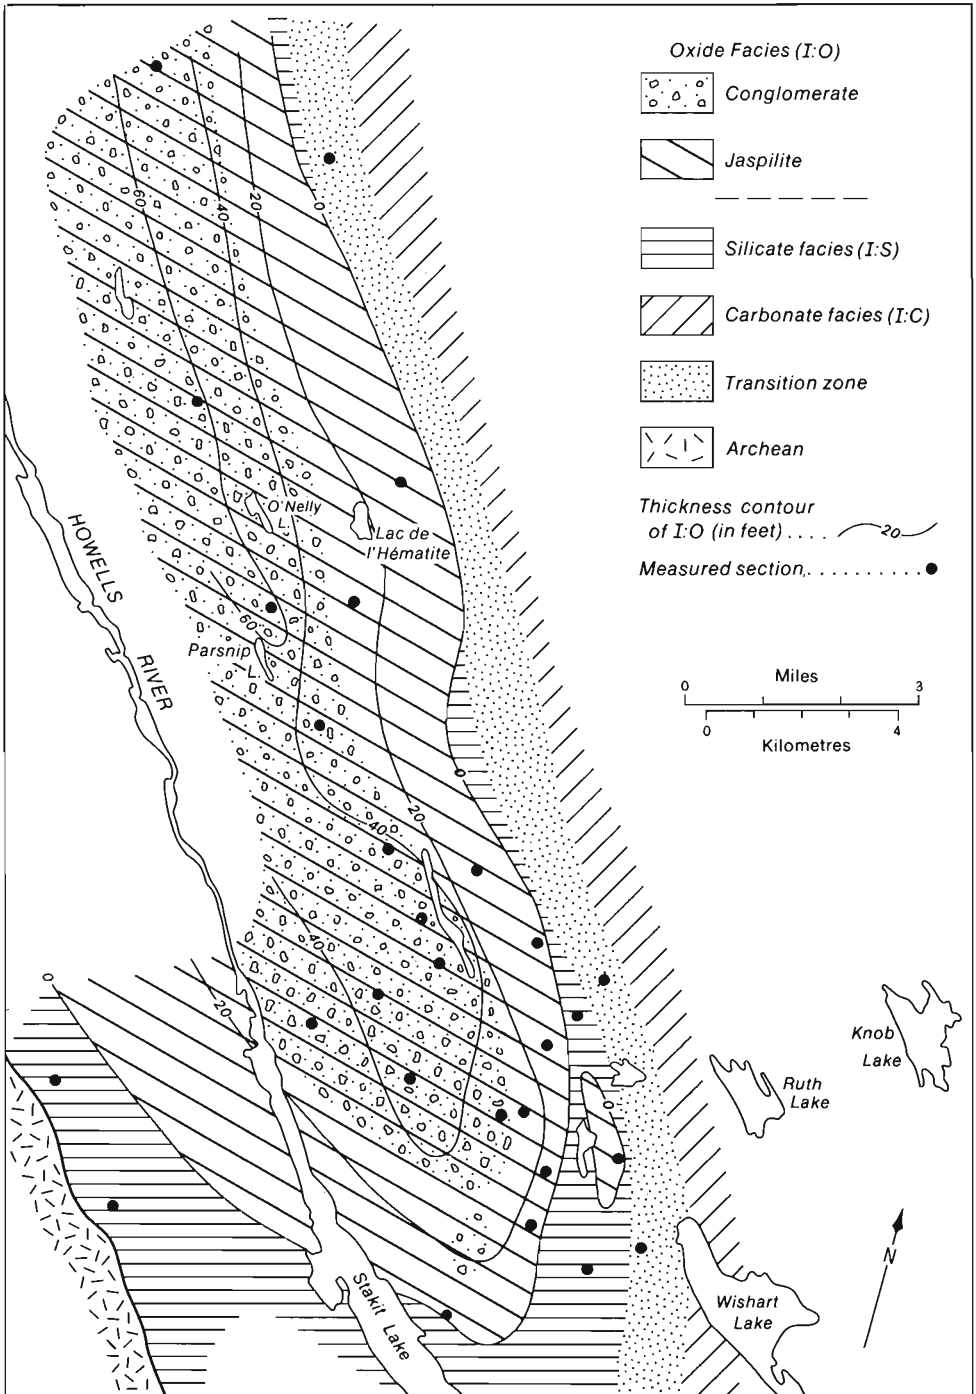 Oxide Facies (I:O)
Conglomerate
Jaspilite
Silicate facies (I:S)
Carbonate facies (I:C)
Transition zone
Archean
Thickness contour
of I:O (in feet) .... 20
Measured section ..........
Miles
0 3
0 4
Kilometres
60
40
20
0
O'Nelly
L.
Lac de
l'Hématite
HOWELLS
RIVER
60
Parsnip
L.
0
20
40
40
0
20
0
Knob
Lake
Ruth
Lake
N
Stakit Lake
Wishart
Lake